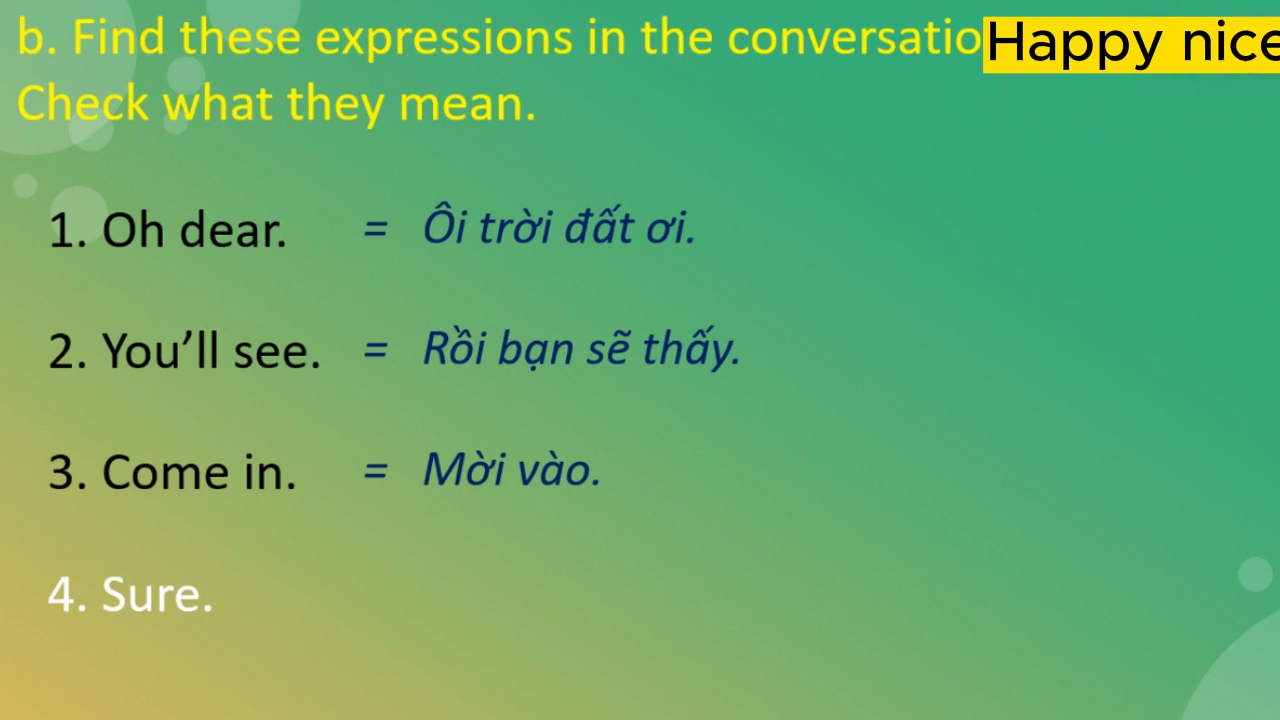 b. Find these expressions in the conversatio
Happy nice
Check what they mean.
1. Oh dear. = Ôi trời đất ơi.
2. You’ll see. = Rồi bạn sẽ thấy.
3. Come in. = Mời vào.
4. Sure.